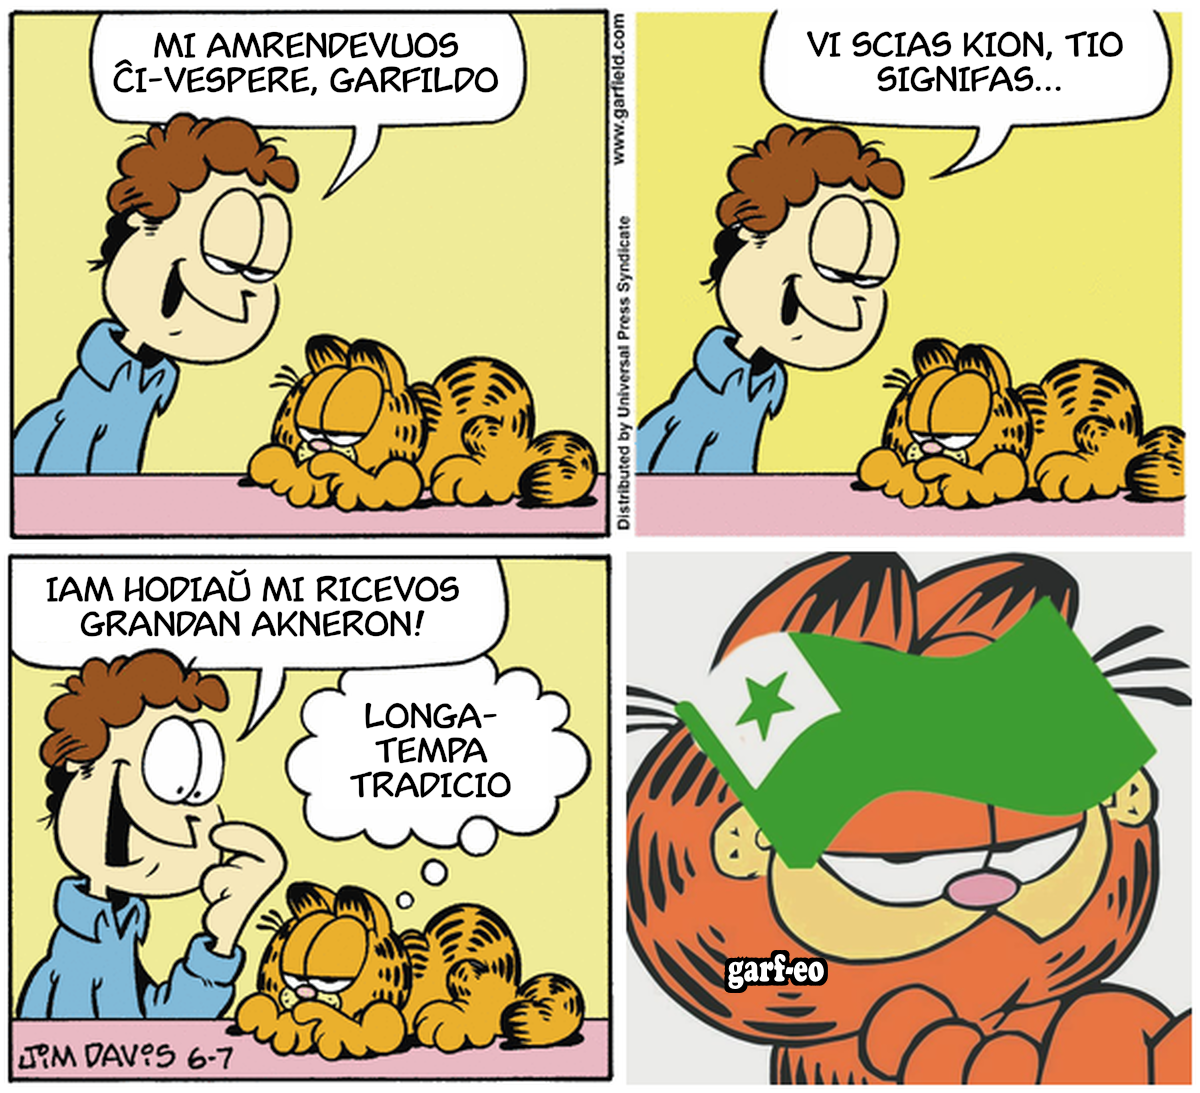 MI AMRENDEVUOS
ĈI-VESPERE, GARFILDO
www.garfield.com
Distributed by Universal Press Syndicate
VI SCIAS KION, TIO
SIGNIFAS...
IAM HODIAŬ MI RICEVOS
GRANDAN AKNERON!
LONGA-
TEMPA
TRADICIO
JIM DAVIS 6-7
garf-eo